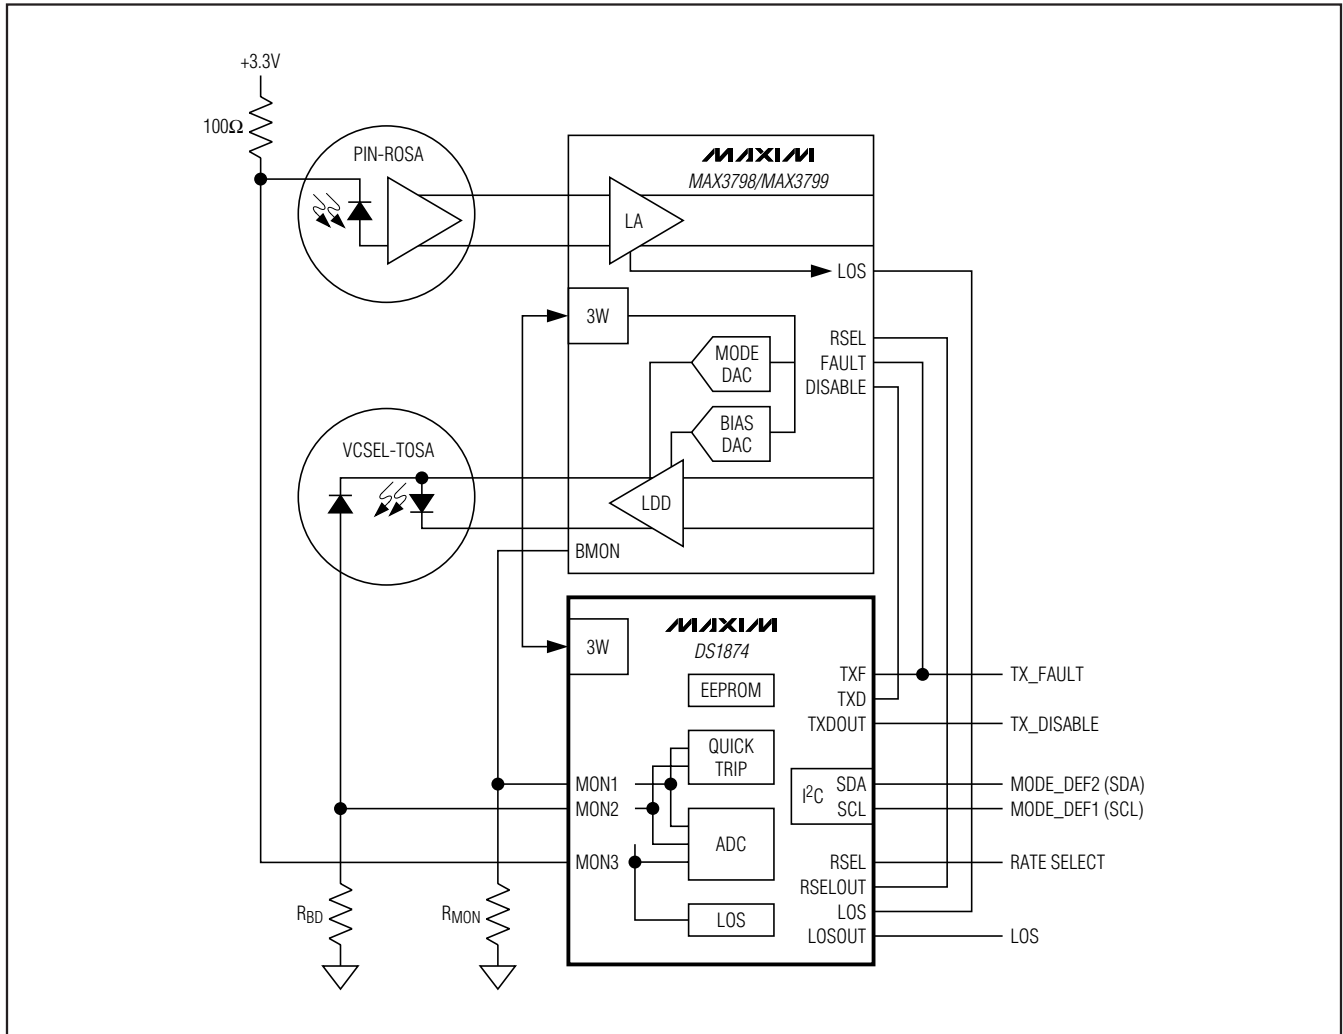 +3.3V
100Ω
PIN-ROSA
MAXIM
MAX3798/MAX3799
LA
LOS
3W
RSEL
MODE
DAC
FAULT
DISABLE
BIAS
DAC
VCSEL-TOSA
LDD
BMON
MAXIM
DS1874
3W
EEPROM
TXF
TX_FAULT
TXD
TXDOUT
TX_DISABLE
QUICK
TRIP
MON1
MON2
I²C
SDA
MODE_DEF2 (SDA)
SCL
MODE_DEF1 (SCL)
ADC
MON3
RSEL
RATE SELECT
RSELOUT
RBD
RMON
LOS
LOS
LOSOUT
LOS